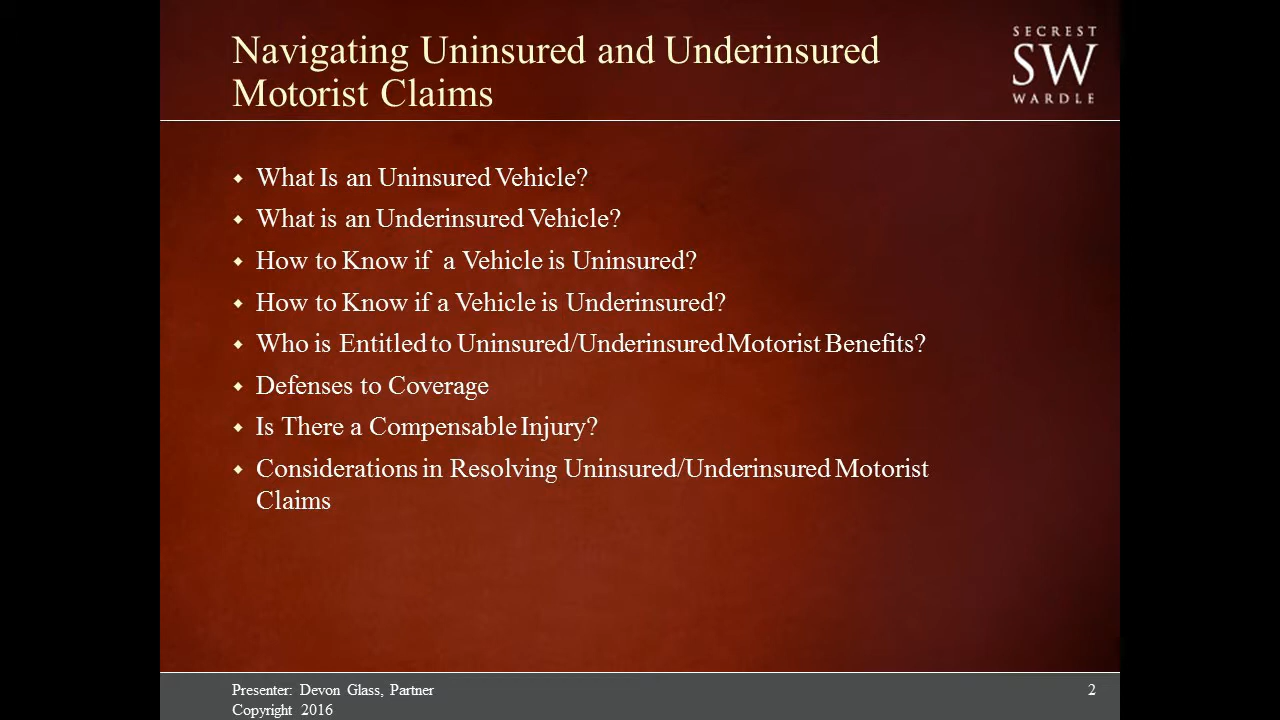 Navigating Uninsured and Underinsured
Motorist Claims
SECREST
SW
WARDLE
What Is an Uninsured Vehicle?
What is an Underinsured Vehicle?
How to Know if a Vehicle is Uninsured?
How to Know if a Vehicle is Underinsured?
Who is Entitled to Uninsured/Underinsured Motorist Benefits?
Defenses to Coverage
Is There a Compensable Injury?
Considerations in Resolving Uninsured/Underinsured Motorist
Claims
Presenter: Devon Glass, Partner
Copyright 2016
2